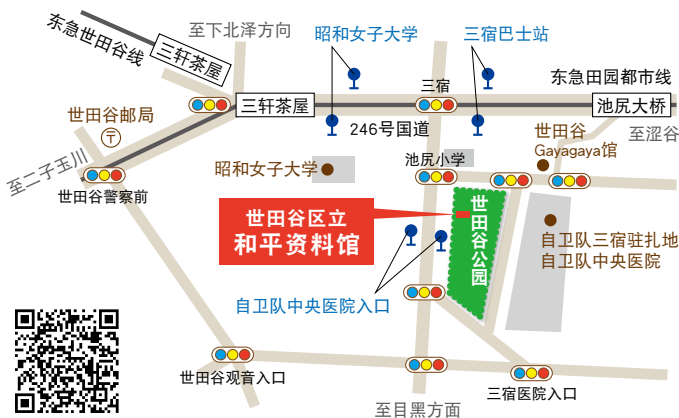 至下北泽方向
昭和女子大学
三宿巴士站
东急世田谷线
三轩茶屋
三宿
东急田园都市线
三轩茶屋
池尻大桥
世田谷邮局
〒
246号国道
世田谷
Gayagaya馆
至涩谷
至二子玉川
昭和女子大学
池尻小学
世田谷警察前
世田谷区立
和平资料馆
世田谷公园
自卫队三宿驻扎地
自卫队中央医院
自卫队中央医院入口
世田谷观音入口
三宿医院入口
至目黑方面